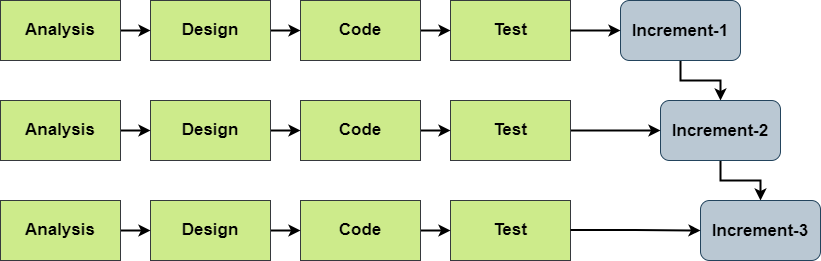 Analysis Design Code Test Increment-1
Analysis Design Code Test Increment-2
Analysis Design Code Test Increment-3